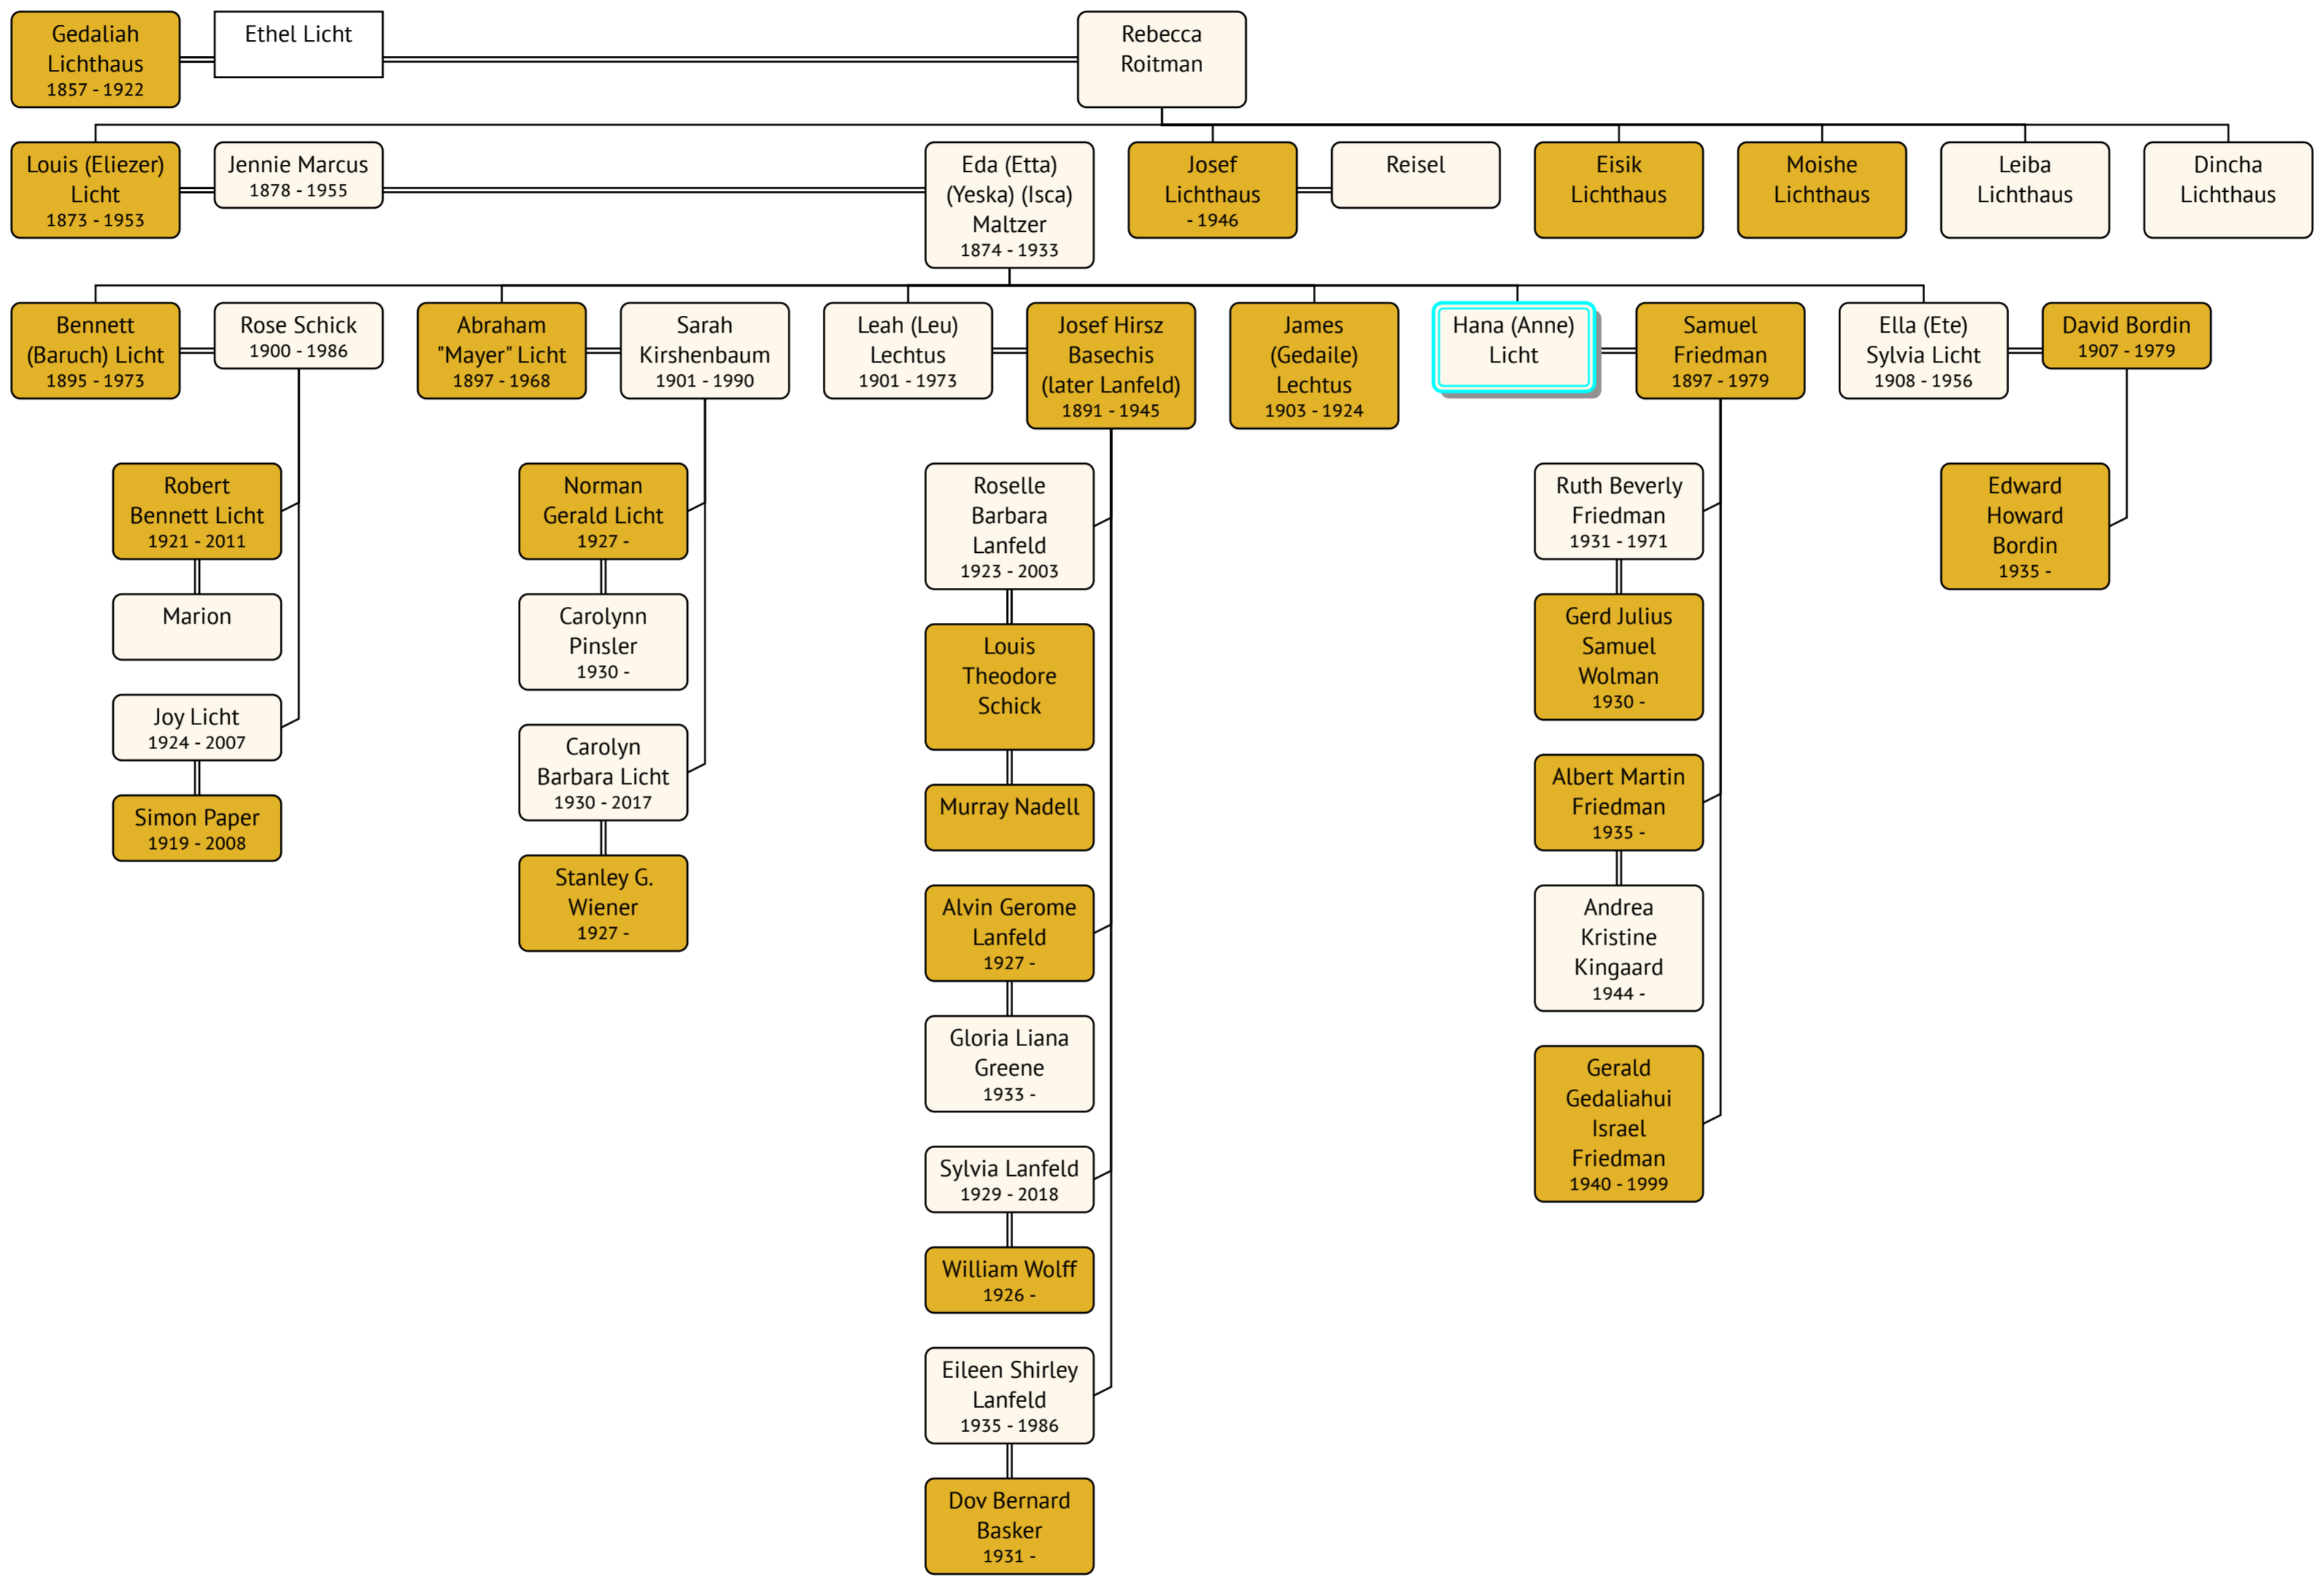 Gedaliah
Lichthaus
1857 - 1922
Ethel Licht
Rebecca
Roitman
Louis (Eliezer)
Licht
1873 - 1953
Jennie Marcus
1878 - 1955
Eda (Etta)
(Yeska) (Isca)
Maltzer
1874 - 1933
Josef
Lichthaus
- 1946
Reisel
Eisik
Lichthaus
Moishe
Lichthaus
Leiba
Lichthaus
Dincha
Lichthaus
Bennett
(Baruch) Licht
1895 - 1973
Rose Schick
1900 - 1986
Abraham
"Mayer" Licht
1897 - 1968
Sarah
Kirshenbaum
1901 - 1990
Leah (Leu)
Lechtus
1901 - 1973
Josef Hirsz
Basechis
(later Lanfeld)
1891 - 1945
James
(Gedaile)
Lechtus
1903 - 1924
Hana (Anne)
Licht
Samuel
Friedman
1897 - 1979
Ella (Ete)
Sylvia Licht
1908 - 1956
David Bordin
1907 - 1979
Robert
Bennett Licht
1921 - 2011
Marion
Joy Licht
1924 - 2007
Simon Paper
1919 - 2008
Norman
Gerald Licht
1927 -
Carolynn
Pinsler
1930 -
Carolyn
Barbara Licht
1930 - 2017
Stanley G.
Wiener
1927 -
Roselle
Barbara
Lanfeld
1923 - 2003
Louis
Theodore
Schick
Murray Nadell
Alvin Gerome
Lanfeld
1927 -
Gloria Liana
Greene
1933 -
Sylvia Lanfeld
1929 - 2018
William Wolff
1926 -
Eileen Shirley
Lanfeld
1935 - 1986
Dov Bernard
Basker
1931 -
Ruth Beverly
Friedman
1931 - 1971
Gerd Julius
Samuel
Wolman
1930 -
Albert Martin
Friedman
1935 -
Andrea
Kristine
Kingaard
1944 -
Gerald
Gedaliahui
Israel
Friedman
1940 - 1999
Edward
Howard
Bordin
1935 -